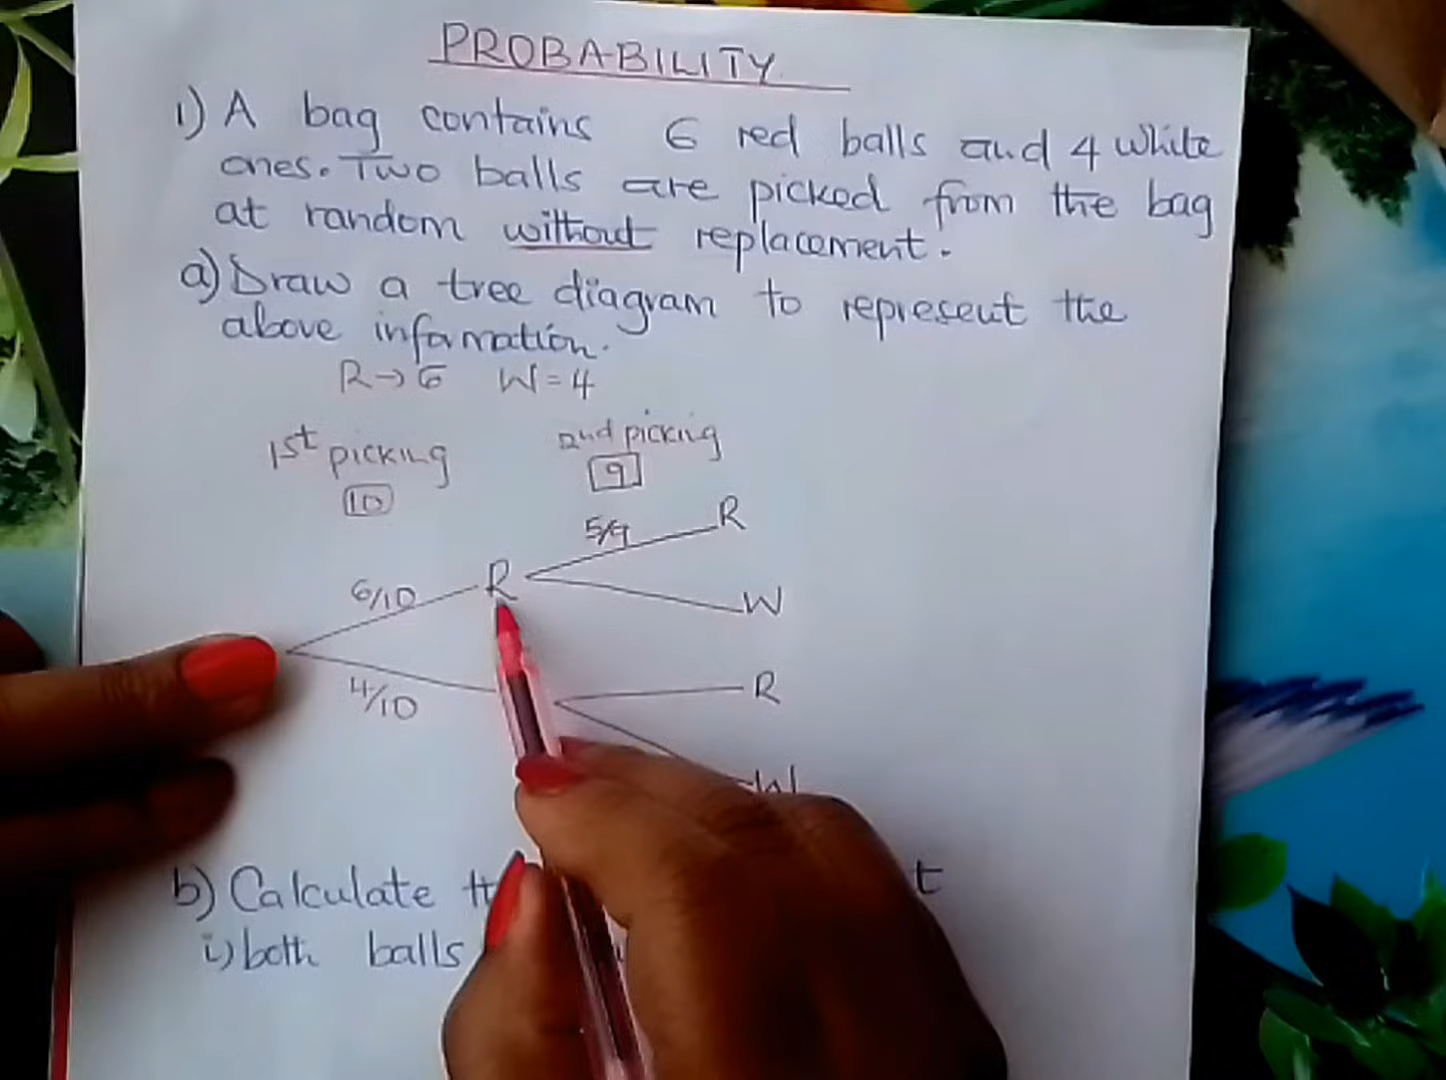 PROBABILITY
1) A bag contains 6 red balls and 4 white
ones. Two balls are picked from the bag
at random without replacement.
a) Draw a tree diagram to represent the
above information.
R→6 W=4
1st picking 2nd picking
10 9
5/9 R
6/10 R
W
4/10 R
W
b) Calculate t
i) both balls